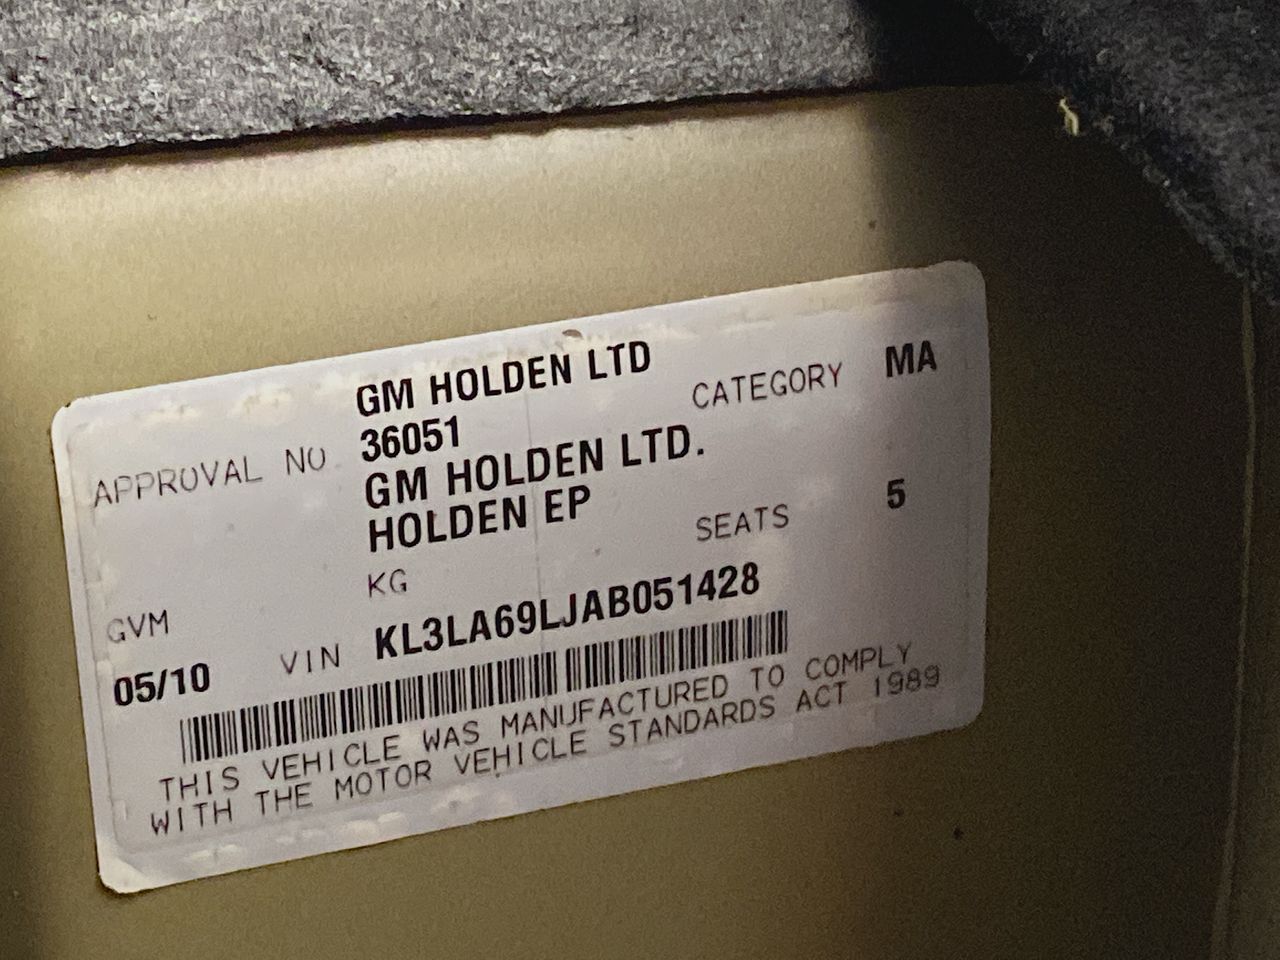 GM HOLDEN LTD
APPROVAL NO 36051 CATEGORY MA
GM HOLDEN LTD.
HOLDEN EP SEATS 5
GVM KG
05/10 VIN KL3LA69LJAB051428
THIS VEHICLE WAS MANUFACTURED TO COMPLY
WITH THE MOTOR VEHICLE STANDARDS ACT 1989